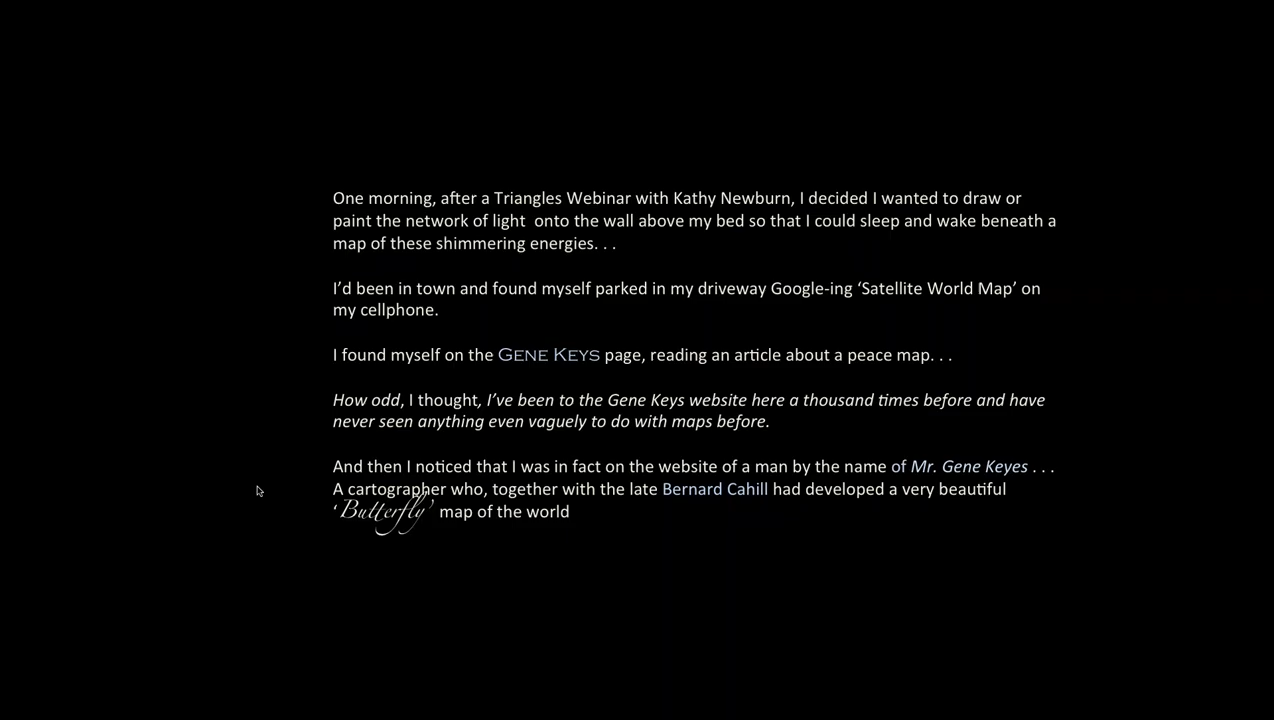 One morning, after a Triangles Webinar with Kathy Newburn, I decided I wanted to draw or
paint the network of light  onto the wall above my bed so that I could sleep and wake beneath a
map of these shimmering energies. . .
I’d been in town and found myself parked in my driveway Google-ing ‘Satellite World Map’ on
my cellphone.
I found myself on the GENE KEYS page, reading an article about a peace map. . .
How odd, I thought, I’ve been to the Gene Keys website here a thousand times before and have
never seen anything even vaguely to do with maps before.
And then I noticed that I was in fact on the website of a man by the name of Mr. Gene Keyes . . .
A cartographer who, together with the late Bernard Cahill had developed a very beautiful
‘Butterfly’ map of the world